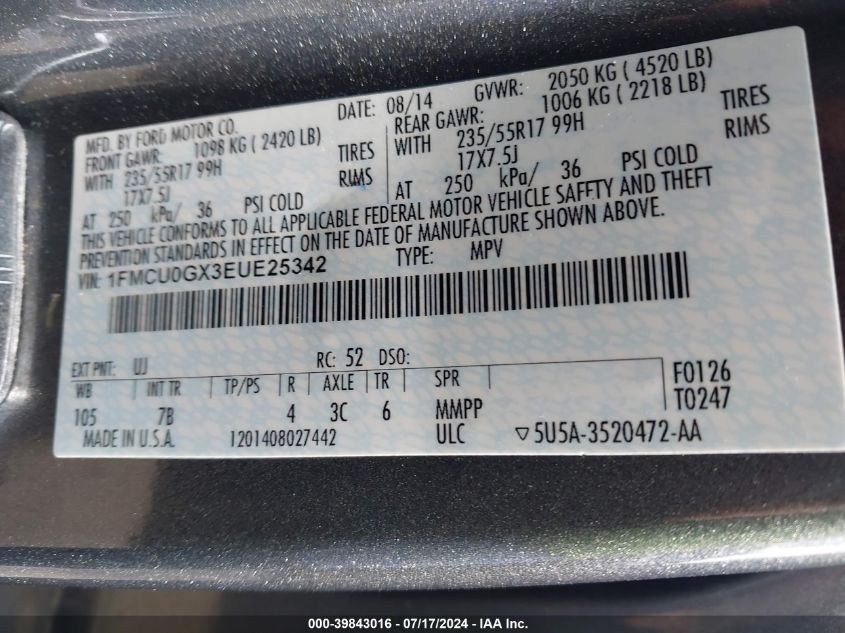 MFD. BY FORD MOTOR CO. DATE: 08/14 GVWR: 2050 KG ( 4520 LB)
FRONT GAWR: 1098 KG ( 2420 LB) REAR GAWR: 1006 KG ( 2218 LB)
WITH 235/55R17 99H TIRES WITH 235/55R17 99H TIRES
17X7.5J RIMS 17X7.5J RIMS
AT 250 kPa/ 36 PSI COLD AT 250 kPa/ 36 PSI COLD
THIS VEHICLE CONFORMS TO ALL APPLICABLE FEDERAL MOTOR VEHICLE SAFETY AND THEFT
PREVENTION STANDARDS IN EFFECT ON THE DATE OF MANUFACTURE SHOWN ABOVE.
VIN: 1FMCU0GX3EUE25342 TYPE: MPV
EXT PNT: UJ RC: 52 DSO:
WB INT TR TP/PS R AXLE TR SPR F0126
105 7B 4 3C 6 MMPP T0247
MADE IN U.S.A. 1201408027442 ULC ▽5U5A-3520472-AA
000-39843016 - 07/17/2024 - IAA Inc.